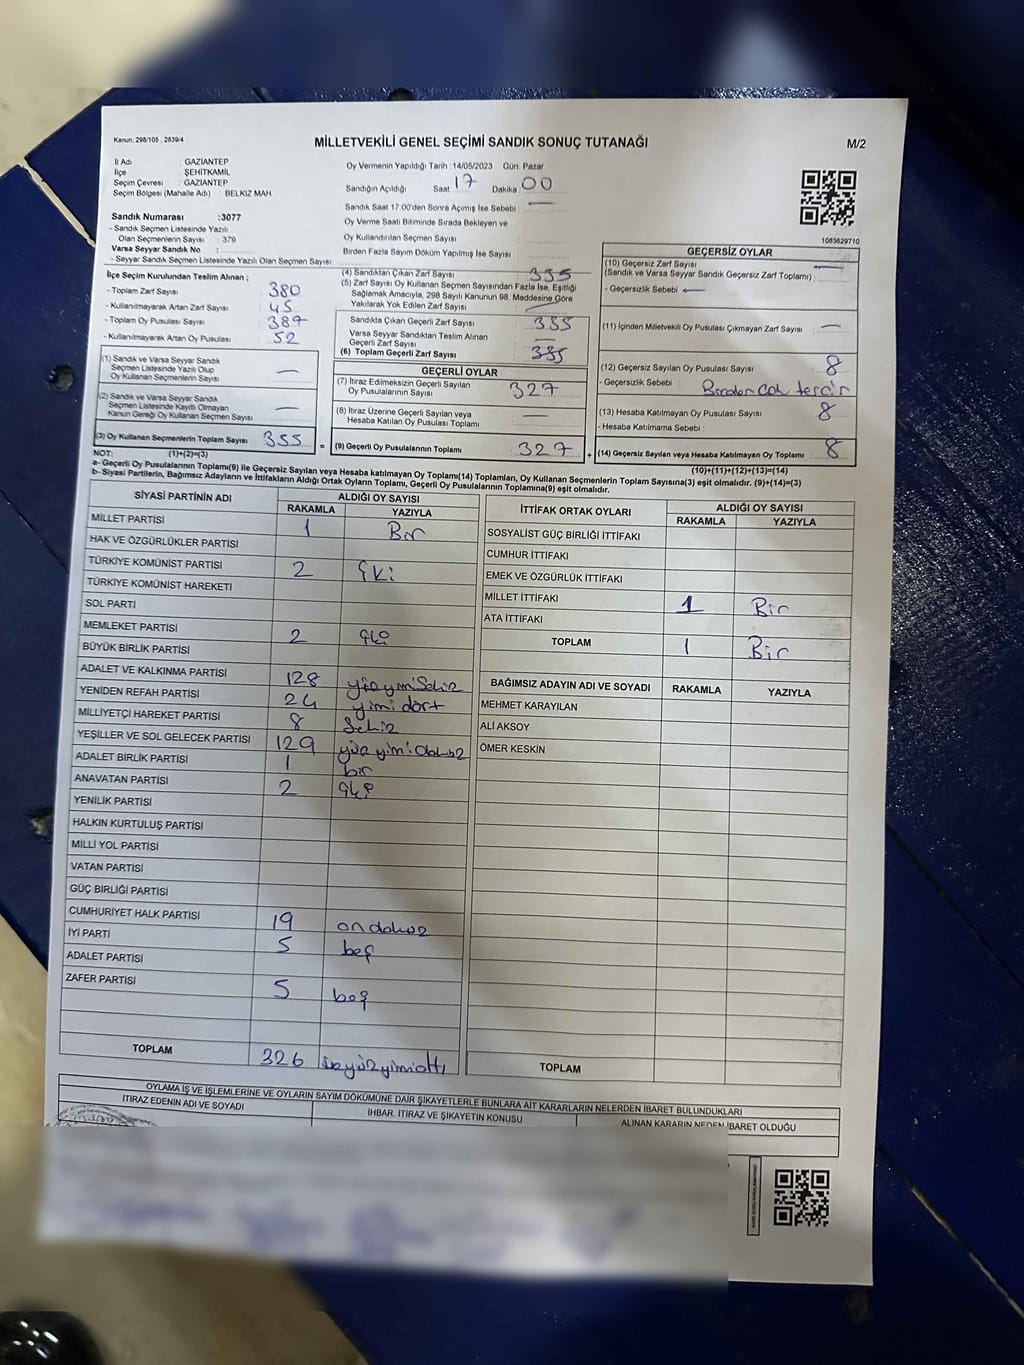 Kanun, 298/105 , 2839/4
MİLLETVEKİLİ GENEL SEÇİMİ SANDIK SONUÇ TUTANAĞI
M/2
İl Adı : GAZİANTEP
İlçe : ŞEHİTKAMİL
Seçim Çevresi : GAZİANTEP
Seçim Bölgesi (Mahalle Adı) : BELKIZ MAH
Oy Vermenin Yapıldığı Tarih :14/05/2023 Gün: Pazar
Sandığın Açıldığı Saat 17 Dakika 00
Sandık Saat 17:00'den Sonra Açılmış İse Sebebi : —
Oy Verme Saati Bitiminde Sırada Bekleyen ve
Oy Kullandırılan Seçmen Sayısı
Birden Fazla Sayım Döküm Yapılmış İse Sayısı :
Sandık Numarası :3077
- Sandık Seçmen Listesinde Yazılı
Olan Seçmenlerin Sayısı : 379
Varsa Seyyar Sandık No :
- Seyyar Sandık Seçmen Listesinde Yazılı Olan Seçmen Sayısı:
1083629710
İlçe Seçim Kurulundan Teslim Alınan ;
- Toplam Zarf Sayısı 380
- Kullanılmayarak Artan Zarf Sayısı 45
- Toplam Oy Pusulası Sayısı 387
- Kullanılmayarak Artan Oy Pusulası 52
(1) Sandık ve Varsa Seyyar Sandık
Seçmen Listesinde Yazılı Olup
Oy Kullanan Seçmenlerin Sayısı —
(2) Sandık ve Varsa Seyyar Sandık
Seçmen Listesinde Kayıtlı Olmayan
Kanun Gereği Oy Kullanan Seçmen Sayısı —
(3) Oy Kullanan Seçmenlerin Toplam Sayısı 355 =
(4) Sandıktan Çıkan Zarf Sayısı 335
(5) Zarf Sayısı Oy Kullanan Seçmen Sayısından Fazla İse, Eşitliği
Sağlamak Amacıyla, 298 Sayılı Kanunun 98. Maddesine Göre
Yakılarak Yok Edilen Zarf Sayısı —
Sandıkta Çıkan Geçerli Zarf Sayısı 335
Varsa Seyyar Sandıktan Teslim Alınan
Geçerli Zarf Sayısı —
(6) Toplam Geçerli Zarf Sayısı 335
GEÇERLİ OYLAR
(7) İtiraz Edilmeksizin Geçerli Sayılan
Oy Pusulalarının Sayısı 327
(8) İtiraz Üzerine Geçerli Sayılan veya
Hesaba Katılan Oy Pusulası Toplamı —
(9) Geçerli Oy Pusulalarının Toplamı 327 +
GEÇERSİZ OYLAR
(10) Geçersiz Zarf Sayısı —
(Sandık ve Varsa Seyyar Sandık Geçersiz Zarf Toplamı) :
- Geçersizlik Sebebi —
(11) İçinden Milletvekili Oy Pusulası Çıkmayan Zarf Sayısı : —
(12) Geçersiz Sayılan Oy Pusulası Sayısı 8
- Geçersizlik Sebebi :
(13) Hesaba Katılmayan Oy Pusulası Sayısı 8
- Hesaba Katılmama Sebebi :
(14) Geçersiz Sayılan veya Hesaba Katılmayan Oy Toplamı 8
NOT: (1)+(2)=(3)
(10)+(11)+(12)+(13)=(14)
a- Geçerli Oy Pusulalarının Toplamı(9) ile Geçersiz Sayılan veya Hesaba katılmayan Oy Toplamı(14) Toplamları, Oy Kullanan Seçmenlerin Toplam Sayısına(3) eşit olmalıdır. (9)+(14)=(3)
b- Siyasi Partilerin, Bağımsız Adayların ve İttifakların Aldığı Ortak Oyların Toplamı, Geçerli Oy Pusulalarının Toplamına(9) eşit olmalıdır.
SİYASİ PARTİNİN ADI ALDIĞI OY SAYISI
RAKAMLA YAZIYLA
MİLLET PARTİSİ 1 Bir
HAK VE ÖZGÜRLÜKLER PARTİSİ
TÜRKİYE KOMÜNİST PARTİSİ 2 İki
TÜRKİYE KOMÜNİST HAREKETİ
SOL PARTİ
MEMLEKET PARTİSİ 2 İki
BÜYÜK BİRLİK PARTİSİ
ADALET VE KALKINMA PARTİSİ 128 yüzyirmiSekiz
YENİDEN REFAH PARTİSİ 24 yirmi dört
MİLLİYETÇİ HAREKET PARTİSİ 8 Sekiz
YEŞİLLER VE SOL GELECEK PARTİSİ 129 yüz yirmi Dokuz
ADALET BİRLİK PARTİSİ 1 bir
ANAVATAN PARTİSİ 2 İki
YENİLİK PARTİSİ
HALKIN KURTULUŞ PARTİSİ
MİLLİ YOL PARTİSİ
VATAN PARTİSİ
GÜÇ BİRLİĞİ PARTİSİ
CUMHURİYET HALK PARTİSİ 19 on dokuz
İYİ PARTİ 5 beş
ADALET PARTİSİ
ZAFER PARTİSİ 5 beş
TOPLAM 326
İTTİFAK ORTAK OYLARI ALDIĞI OY SAYISI
RAKAMLA YAZIYLA
SOSYALİST GÜÇ BİRLİĞİ İTTİFAKI
CUMHUR İTTİFAKI
EMEK VE ÖZGÜRLÜK İTTİFAKI
MİLLET İTTİFAKI 1 Bir
ATA İTTİFAKI
TOPLAM 1 Bir
BAĞIMSIZ ADAYIN ADI VE SOYADI RAKAMLA YAZIYLA
MEHMET KARAYILAN
ALİ AKSOY
ÖMER KESKİN
TOPLAM
OYLAMA İŞ VE İŞLEMLERİNE VE OYLARIN SAYIM DÖKÜMÜNE DAİR ŞİKAYETLERLE BUNLARA AİT KARARLARIN NELERDEN İBARET BULUNDUKLARI
İTİRAZ EDENİN ADI VE SOYADI İHBAR, İTİRAZ VE ŞİKAYETİN KONUSU ALINAN KARARIN NEDEN İBARET OLDUĞU